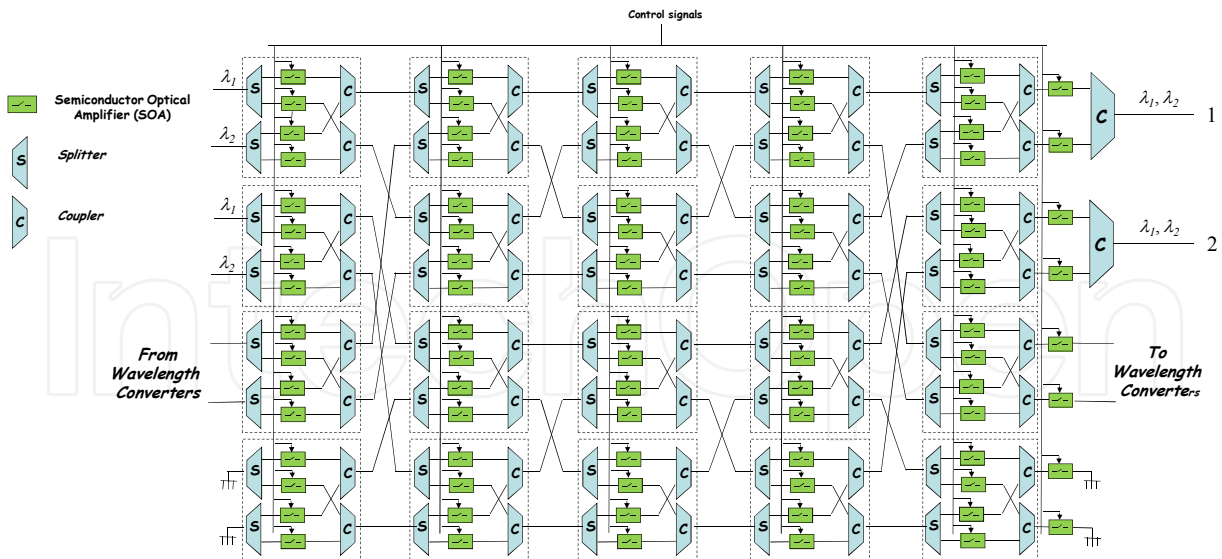 Control signals
Semiconductor Optical
Amplifier (SOA)
S
Splitter
C
Coupler
λ1 S C S C S C S C S C
λ2 S C S C S C S C S C
C λ1, λ2 1
λ1 S C S C S C S C S C
λ2 S C S C S C S C S C
C λ1, λ2 2
S C S C S C S C S C
S C S C S C S C S C
From
Wavelength
Converters
To
Wavelength
Converters
S C S C S C S C S C
S C S C S C S C S C
IntechOpen